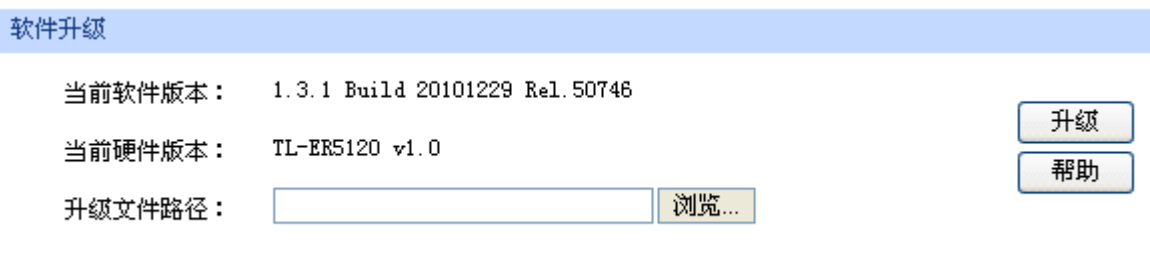 软件升级
当前软件版本： 1.3.1 Build 20101229 Rel.50746
升级
当前硬件版本： TL-ER5120 v1.0
帮助
升级文件路径： 浏览...